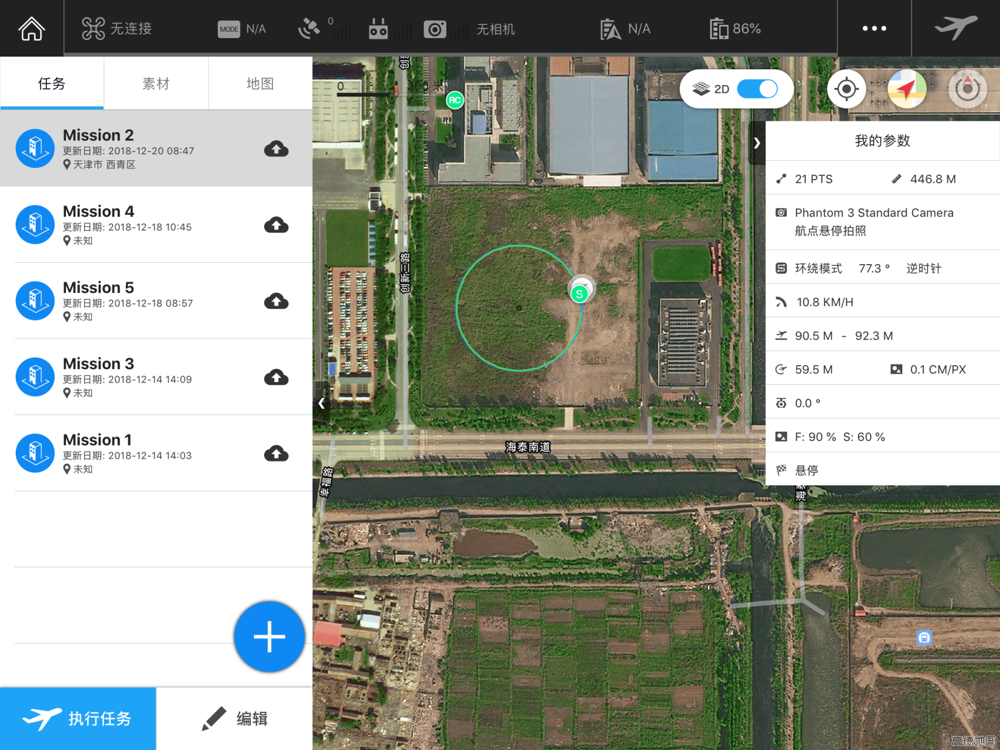 无连接
MODE N/A
0
无相机
N/A
86%
任务
素材
地图
Mission 2
更新日期: 2018-12-20 08:47
天津市 西青区
Mission 4
更新日期: 2018-12-18 10:45
未知
Mission 5
更新日期: 2018-12-18 08:57
未知
Mission 3
更新日期: 2018-12-14 14:09
未知
Mission 1
更新日期: 2018-12-14 14:03
未知
执行任务
编辑
0
100 米
RC
2D
创新三路
S
海泰南道
幸福路
我的参数
21 PTS
446.8 M
Phantom 3 Standard Camera
航点悬停拍照
环绕模式 77.3 ° 逆时针
10.8 KM/H
90.5 M - 92.3 M
59.5 M
0.1 CM/PX
0.0 °
F: 90 % S: 60 %
悬停
高德地图